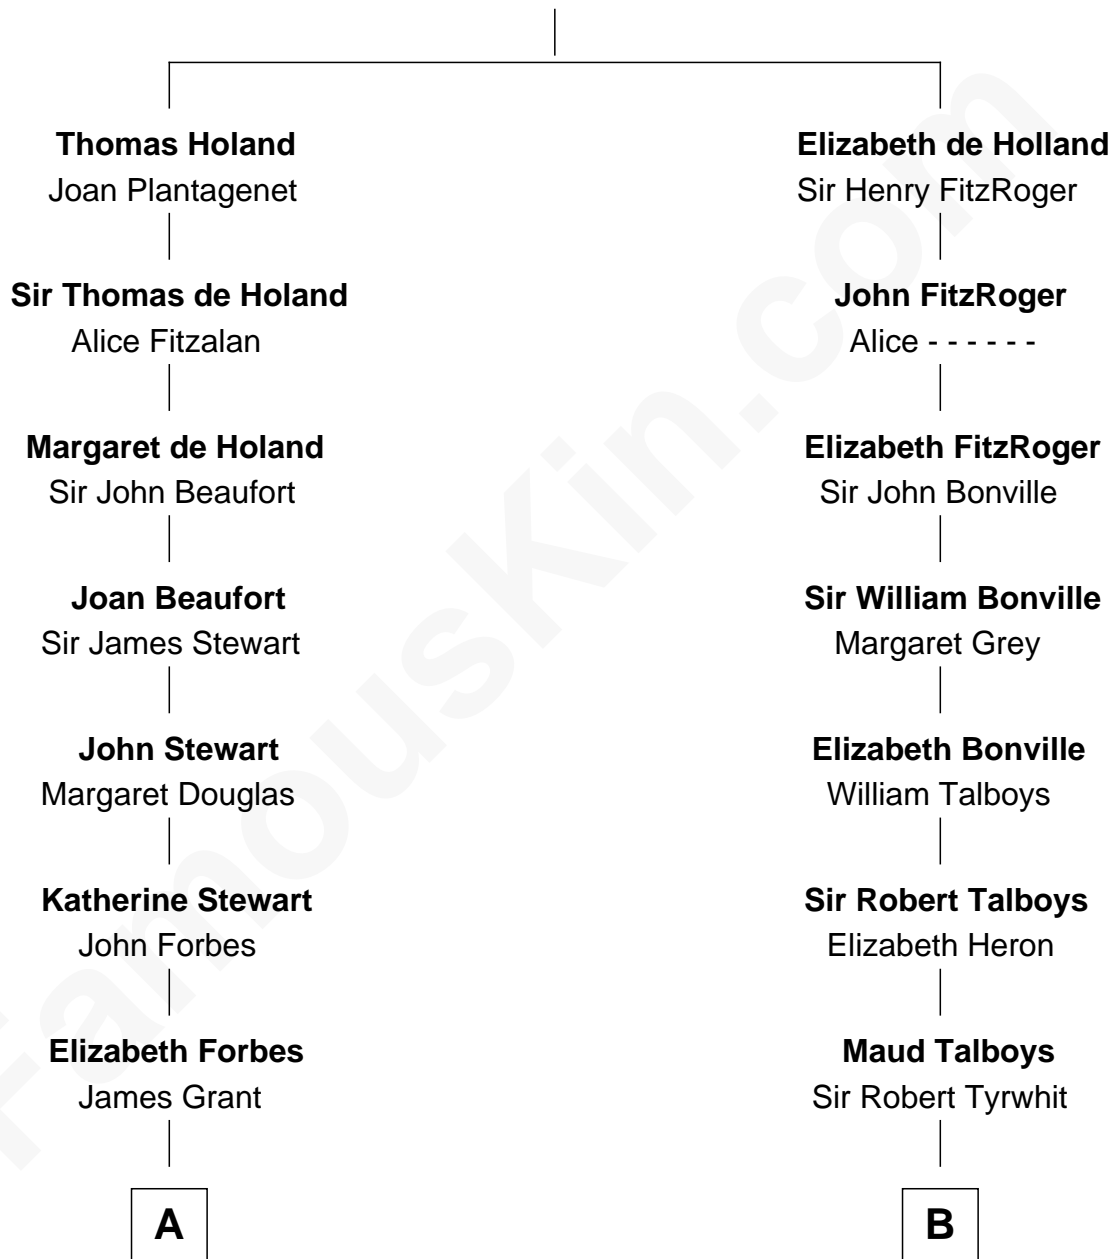 Thomas Holand
Joan Plantagenet
Sir Thomas de Holand
Alice Fitzalan
Margaret de Holand
Sir John Beaufort
Joan Beaufort
Sir James Stewart
John Stewart
Margaret Douglas
Katherine Stewart
John Forbes
Elizabeth Forbes
James Grant
A
Elizabeth de Holland
Sir Henry FitzRoger
John FitzRoger
Alice - - - - - -
Elizabeth FitzRoger
Sir John Bonville
Sir William Bonville
Margaret Grey
Elizabeth Bonville
William Talboys
Sir Robert Talboys
Elizabeth Heron
Maud Talboys
Sir Robert Tyrwhit
B
FamousKin.com